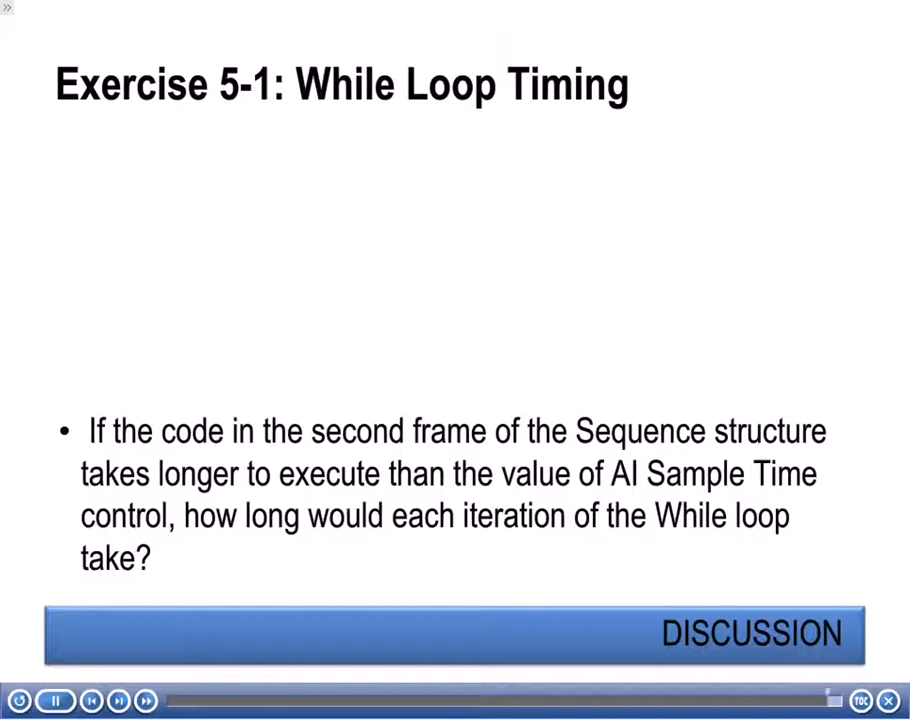 Exercise 5-1: While Loop Timing
• If the code in the second frame of the Sequence structure
takes longer to execute than the value of AI Sample Time
control, how long would each iteration of the While loop
take?
DISCUSSION
TOC